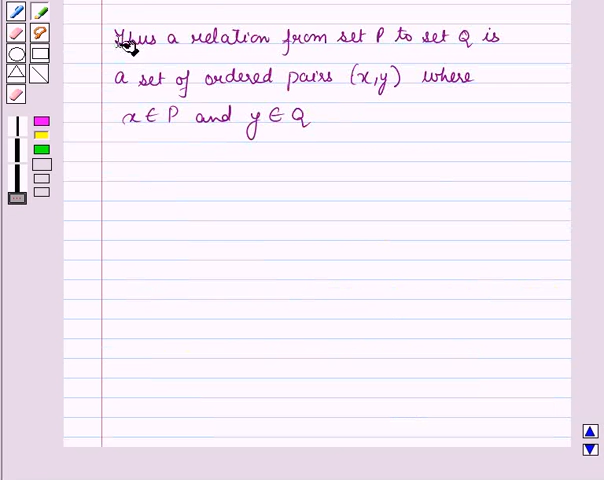 Thus a relation from set P to set Q is
a set of ordered pairs (x,y) where
x ∈ P and y ∈ Q